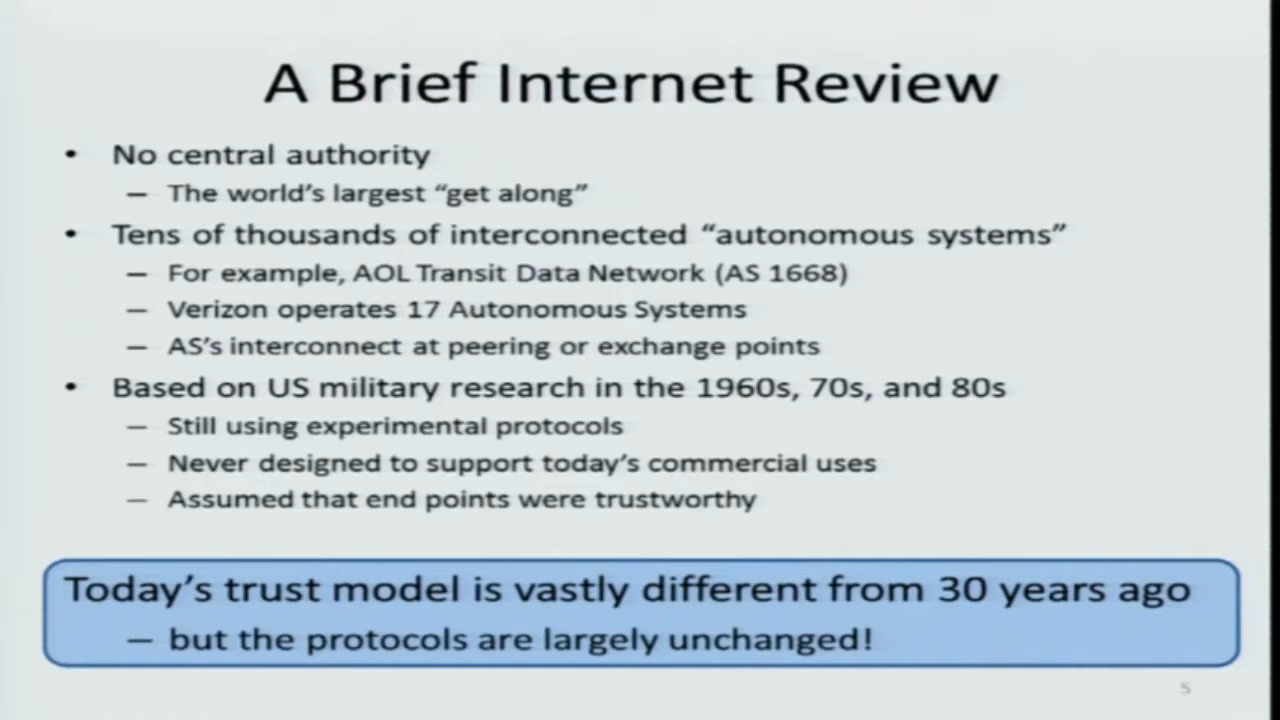 A Brief Internet Review
• No central authority
– The world's largest “get along”
• Tens of thousands of interconnected “autonomous systems”
– For example, AOL Transit Data Network (AS 1668)
– Verizon operates 17 Autonomous Systems
– AS's interconnect at peering or exchange points
• Based on US military research in the 1960s, 70s, and 80s
– Still using experimental protocols
– Never designed to support today's commercial uses
– Assumed that end points were trustworthy
Today's trust model is vastly different from 30 years ago
– but the protocols are largely unchanged!
5